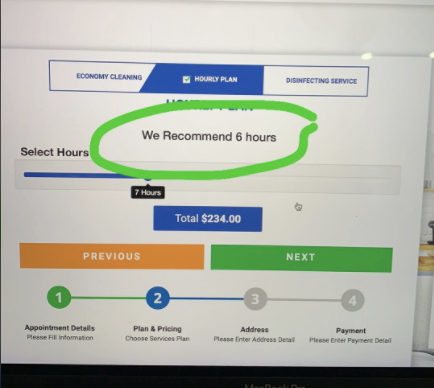 ECONOMY CLEANING
HOURLY PLAN
DISINFECTING SERVICE
We Recommend 6 hours
Select Hours
7 Hours
Total $234.00
PREVIOUS
NEXT
1
2
3
4
Appointment Details
Plan & Pricing
Address
Payment
Please Fill Information
Choose Services Plan
Please Enter Address Detail
Please Enter Payment Detail
MacBook Pro